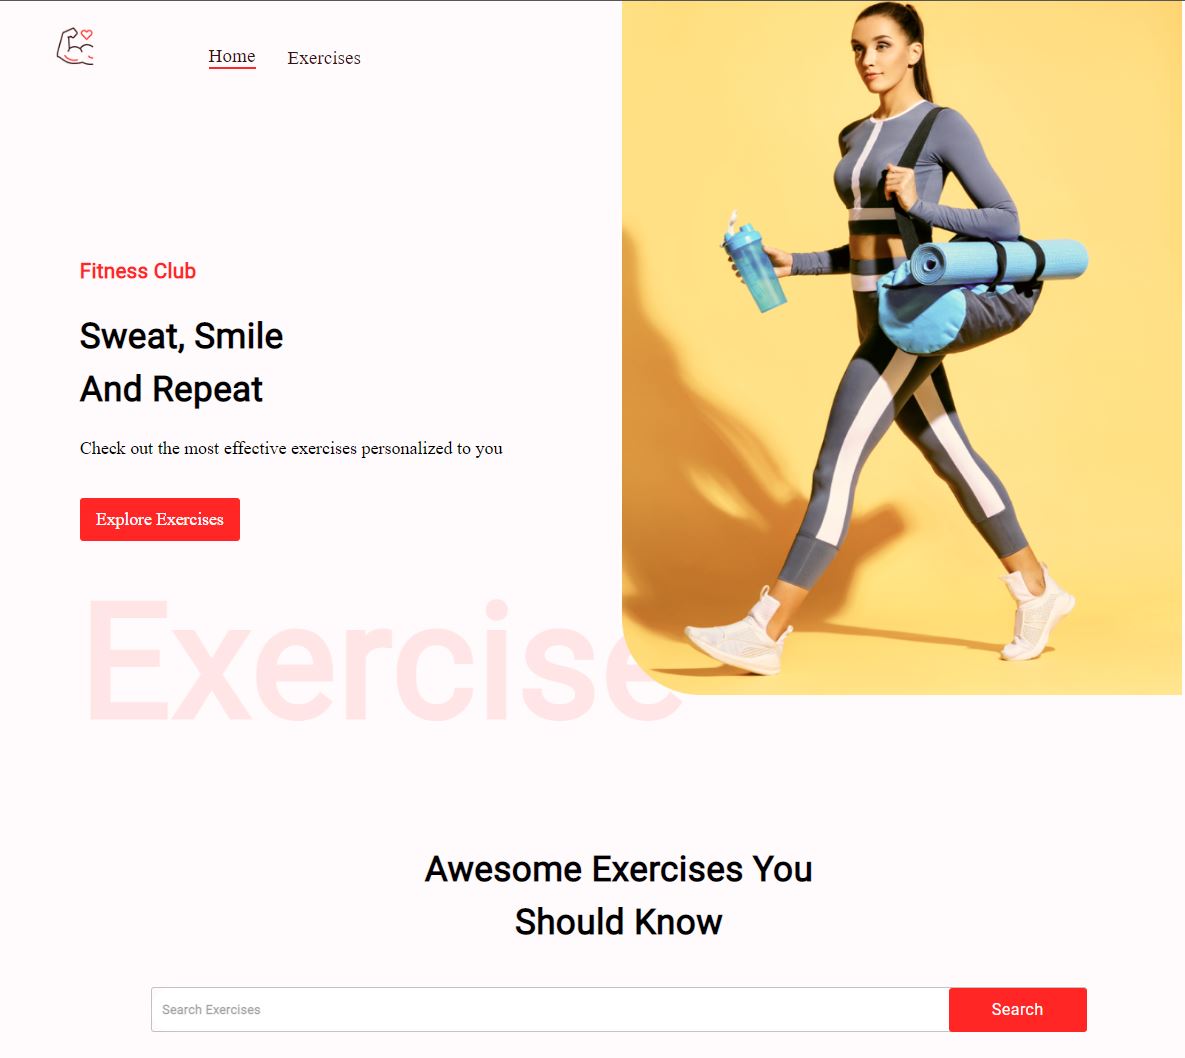 Home
Exercises
Fitness Club
Sweat, Smile
And Repeat
Check out the most effective exercises personalized to you
Explore Exercises
Exercise
Awesome Exercises You
Should Know
Search Exercises
Search